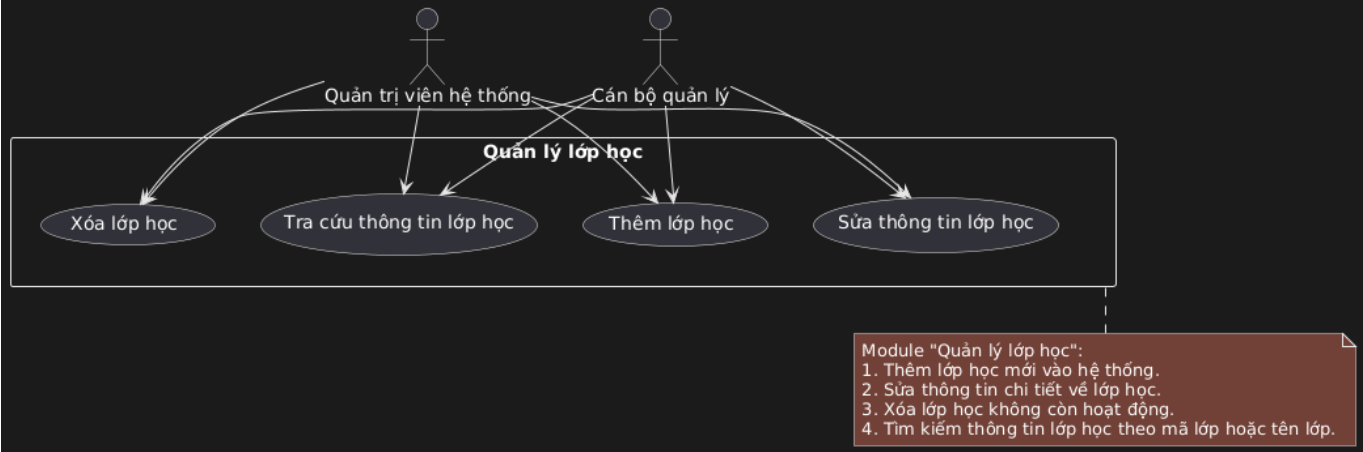 Quản trị viên hệ thống
Cán bộ quản lý
Quản lý lớp học
Xóa lớp học
Tra cứu thông tin lớp học
Thêm lớp học
Sửa thông tin lớp học
Module "Quản lý lớp học":
1. Thêm lớp học mới vào hệ thống.
2. Sửa thông tin chi tiết về lớp học.
3. Xóa lớp học không còn hoạt động.
4. Tìm kiếm thông tin lớp học theo mã lớp hoặc tên lớp.